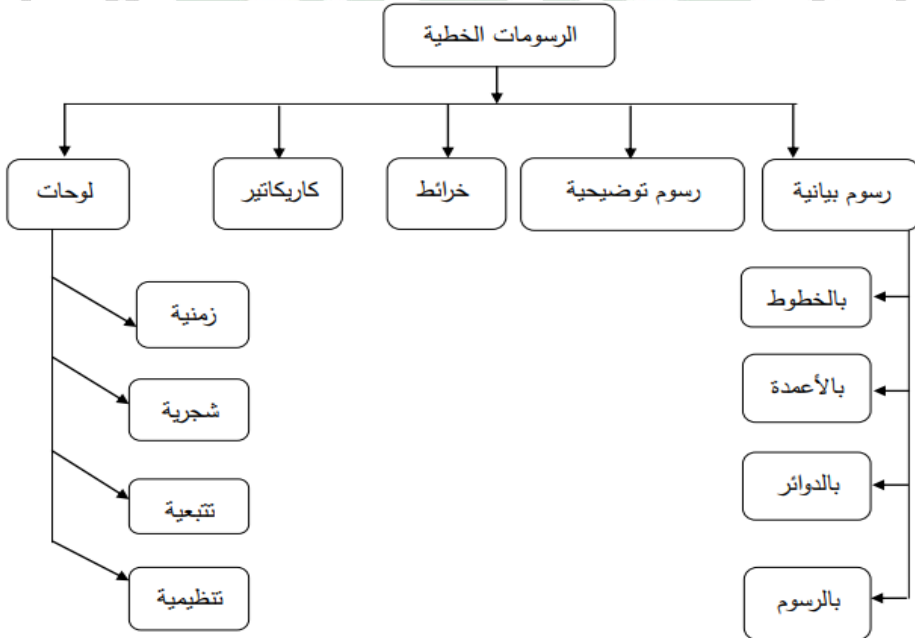 الرسومات الخطية
رسوم بيانية
رسوم توضيحية
خرائط
كاريكاتير
لوحات
بالخطوط
بالأعمدة
بالدوائر
بالرسوم
زمنية
شجرية
تتبعية
تنظيمية